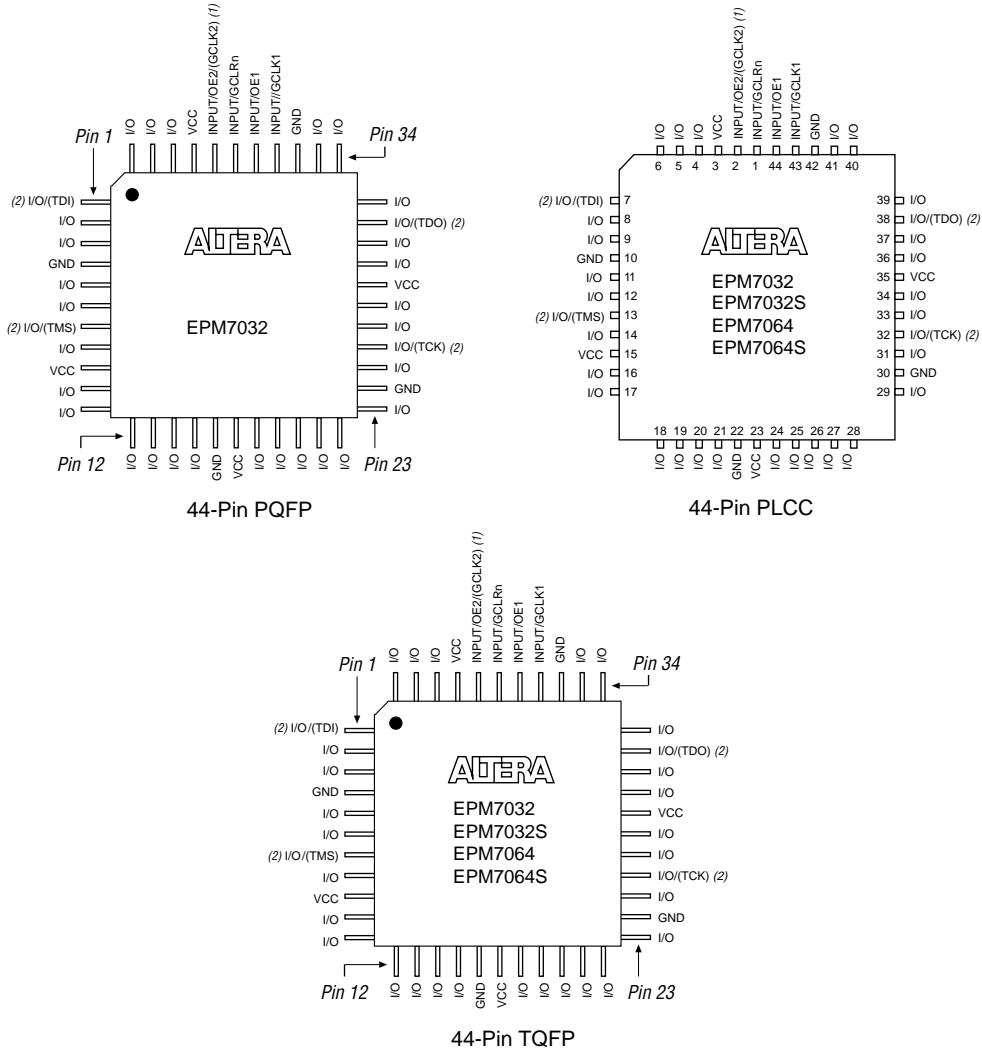 I/O
I/O
I/O
VCC
INPUT/OE2/(GCLK2) (1)
INPUT/GCLRn
INPUT/OE1
INPUT//GCLK1
GND
I/O
I/O
Pin 1
Pin 34
(2) I/O/(TDI)
I/O
I/O
GND
I/O
I/O
(2) I/O/(TMS)
I/O
VCC
I/O
I/O
ALTERA
EPM7032
I/O
I/O/(TDO) (2)
I/O
I/O
VCC
I/O
I/O
I/O/(TCK) (2)
I/O
GND
I/O
Pin 12
I/O
I/O
I/O
I/O
GND
VCC
I/O
I/O
I/O
I/O
I/O
Pin 23
44-Pin PQFP
I/O
I/O
I/O
VCC
INPUT/OE2/(GCLK2) (1)
INPUT/GCLRn
INPUT/OE1
INPUT/GCLK1
GND
I/O
I/O
6 5 4 3 2 1 44 43 42 41 40
(2) I/O/(TDI) 7
I/O 8
I/O 9
GND 10
I/O 11
I/O 12
(2) I/O/(TMS) 13
I/O 14
VCC 15
I/O 16
I/O 17
ALTERA
EPM7032
EPM7032S
EPM7064
EPM7064S
39 I/O
38 I/O/(TDO) (2)
37 I/O
36 I/O
35 VCC
34 I/O
33 I/O
32 I/O/(TCK) (2)
31 I/O
30 GND
29 I/O
18 19 20 21 22 23 24 25 26 27 28
I/O
I/O
I/O
I/O
GND
VCC
I/O
I/O
I/O
I/O
I/O
44-Pin PLCC
I/O
I/O
I/O
VCC
INPUT/OE2/(GCLK2) (1)
INPUT/GCLRn
INPUT/OE1
INPUT/GCLK1
GND
I/O
I/O
Pin 1
Pin 34
(2) I/O/(TDI)
I/O
I/O
GND
I/O
I/O
(2) I/O/(TMS)
I/O
VCC
I/O
I/O
ALTERA
EPM7032
EPM7032S
EPM7064
EPM7064S
I/O
I/O/(TDO) (2)
I/O
I/O
VCC
I/O
I/O
I/O/(TCK) (2)
I/O
GND
I/O
Pin 12
I/O
I/O
I/O
I/O
GND
VCC
I/O
I/O
I/O
I/O
I/O
Pin 23
44-Pin TQFP